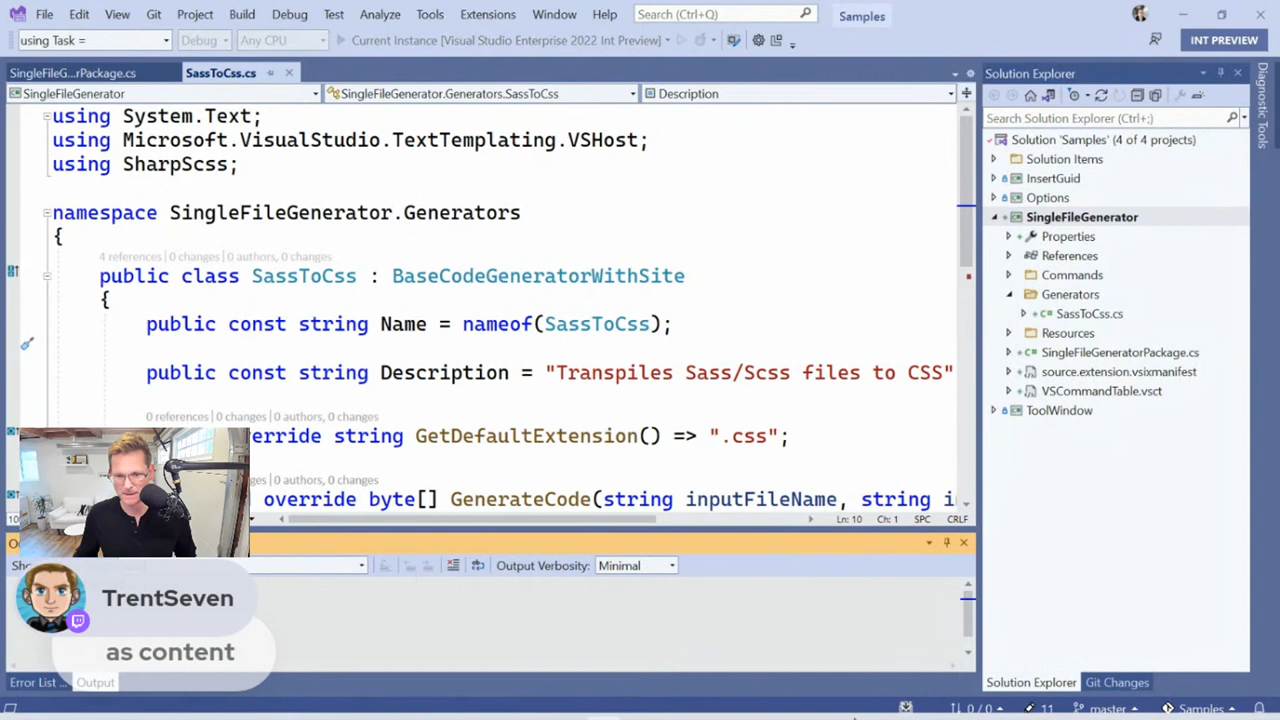 File Edit View Git Project Build Debug Test Analyze Tools Extensions Window Help Search (Ctrl+Q) Samples
using Task = Debug Any CPU Current Instance [Visual Studio Enterprise 2022 Int Preview] INT PREVIEW
SingleFileG...rPackage.cs SassToCss.cs
SingleFileGenerator SingleFileGenerator.Generators.SassToCss Description
using System.Text;
using Microsoft.VisualStudio.TextTemplating.VSHost;
using SharpScss;
namespace SingleFileGenerator.Generators
{
4 references | 0 changes | 0 authors, 0 changes
public class SassToCss : BaseCodeGeneratorWithSite
{
public const string Name = nameof(SassToCss);
public const string Description = "Transpiles Sass/Scss files to CSS"
0 references | 0 changes | 0 authors, 0 changes
erride string GetDefaultExtension() => ".css";
ges | 0 authors, 0 changes
override byte[] GenerateCode(string inputFileName, string i
Ln: 10 Ch: 1 SPC CRLF
Output Verbosity: Minimal
TrentSeven
as content
Error List ... Output
Solution Explorer
Search Solution Explorer (Ctrl+;)
Solution 'Samples' (4 of 4 projects)
Solution Items
InsertGuid
Options
SingleFileGenerator
Properties
References
Commands
Generators
SassToCss.cs
Resources
SingleFileGeneratorPackage.cs
source.extension.vsixmanifest
VSCommandTable.vsct
ToolWindow
Solution Explorer Git Changes
Diagnostic Tools
0 / 0 11 master Samples